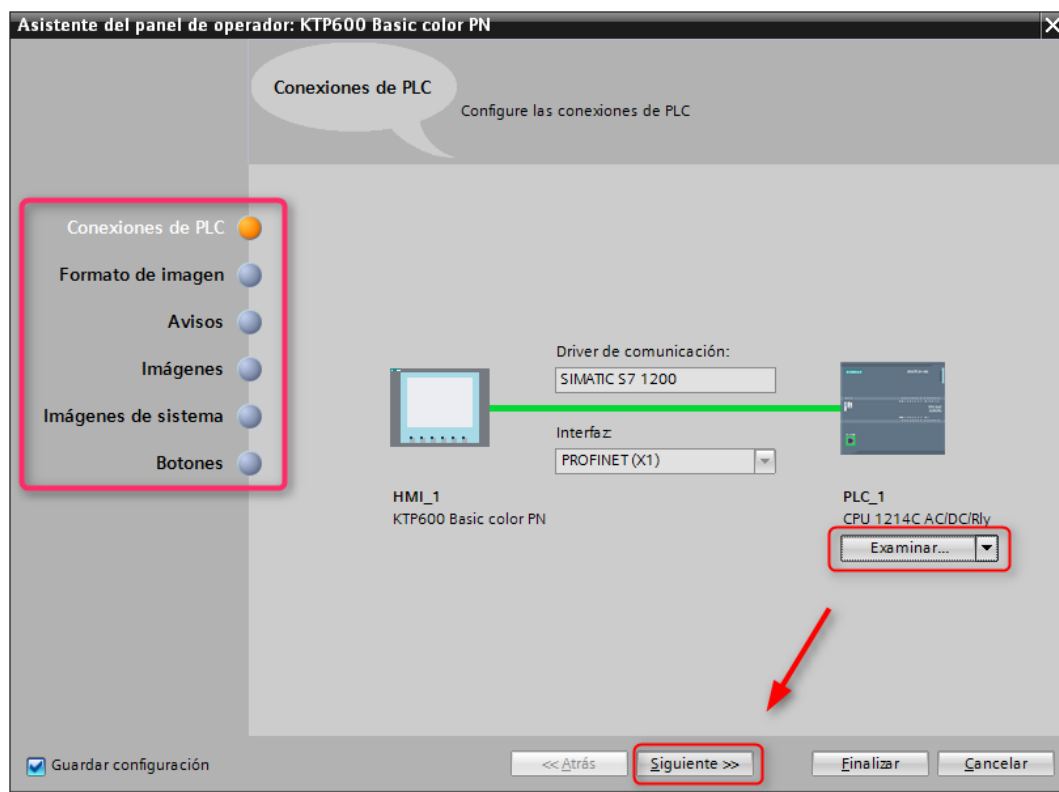 Asistente del panel de operador: KTP600 Basic color PN
Conexiones de PLC
Configure las conexiones de PLC
Conexiones de PLC
Formato de imagen
Avisos
Imágenes
Imágenes de sistema
Botones
Driver de comunicación:
SIMATIC S7 1200
Interfaz:
PROFINET (X1)
HMI_1
KTP600 Basic color PN
PLC_1
CPU 1214C AC/DC/Rly
Examinar...
Guardar configuración
<< Atrás
Siguiente >>
Finalizar
Cancelar